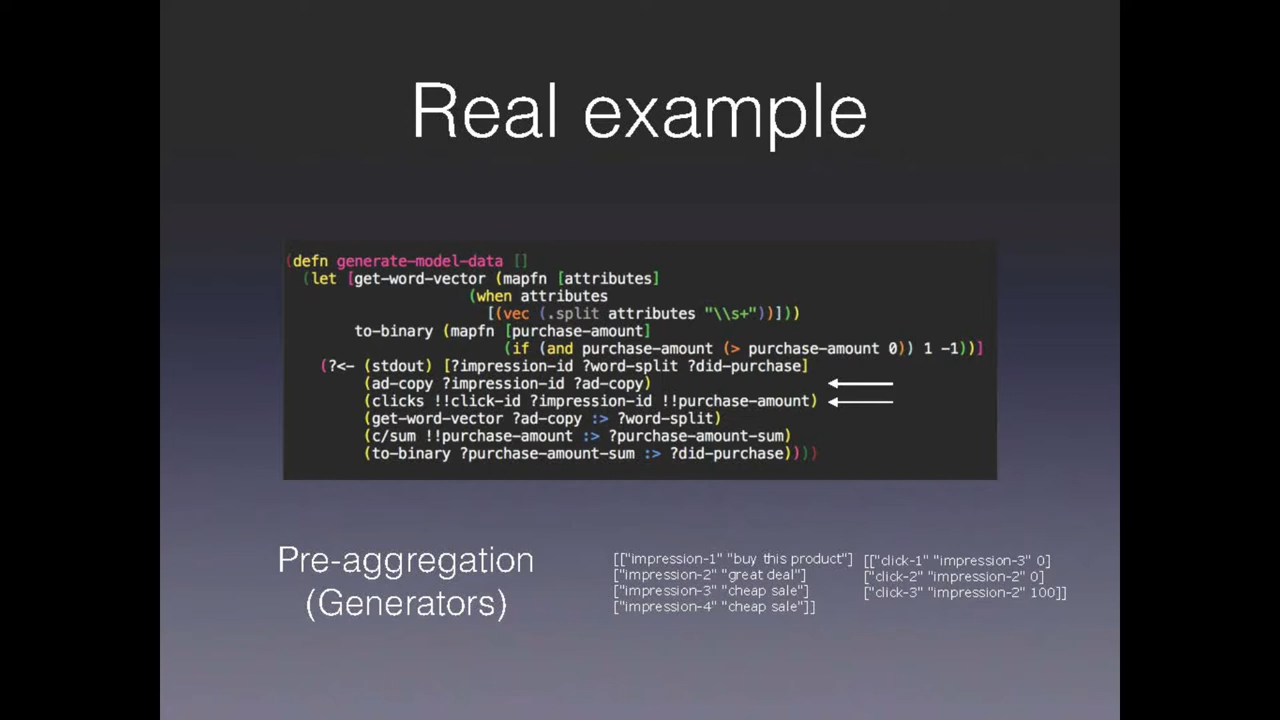 Real example
(defn generate-model-data []
(let [get-word-vector (mapfn [attributes]
(when attributes
[(vec (.split attributes "\\s+"))]))
to-binary (mapfn [purchase-amount]
(if (and purchase-amount (> purchase-amount 0)) 1 -1))]
(?<- (stdout) [?impression-id ?word-split ?did-purchase]
(ad-copy ?impression-id ?ad-copy)
(clicks !!click-id ?impression-id !!purchase-amount)
(get-word-vector ?ad-copy :> ?word-split)
(c/sum !!purchase-amount :> ?purchase-amount-sum)
(to-binary ?purchase-amount-sum :> ?did-purchase))))
Pre-aggregation
(Generators)
[["impression-1" "buy this product"]
["impression-2" "great deal"]
["impression-3" "cheap sale"]
["impression-4" "cheap sale"]]
[["click-1" "impression-3" 0]
["click-2" "impression-2" 0]
["click-3" "impression-2" 100]]